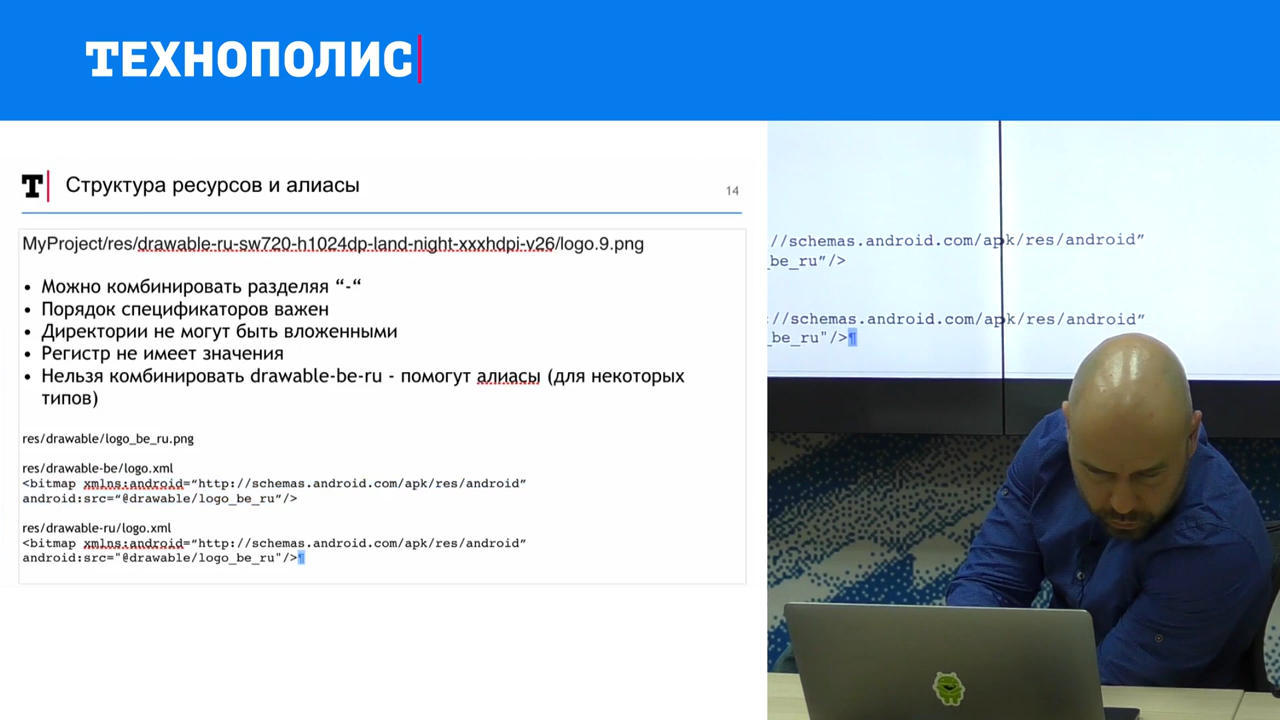 ТЕХНОПОЛИС
T
Структура ресурсов и алиасы
14
MyProject/res/drawable-ru-sw720-h1024dp-land-night-xxxhdpi-v26/logo.9.png
• Можно комбинировать разделяя “-“
• Порядок спецификаторов важен
• Директории не могут быть вложенными
• Регистр не имеет значения
• Нельзя комбинировать drawable-be-ru - помогут алиасы (для некоторых
типов)
res/drawable/logo_be_ru.png
res/drawable-be/logo.xml
<bitmap xmlns:android=“http://schemas.android.com/apk/res/android”
android:src=“@drawable/logo_be_ru”/>
res/drawable-ru/logo.xml
<bitmap xmlns:android=“http://schemas.android.com/apk/res/android”
android:src="@drawable/logo_be_ru"/>¶
://schemas.android.com/apk/res/android”
_be_ru”/>
://schemas.android.com/apk/res/android”
_be_ru"/>¶